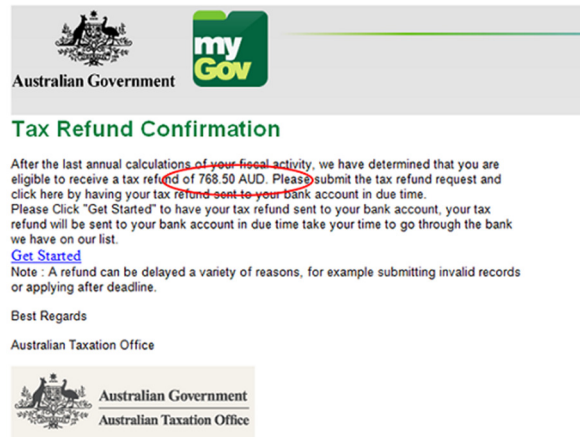 Australian Government
my
Gov
Tax Refund Confirmation
After the last annual calculations of your fiscal activity, we have determined that you are
eligible to receive a tax refund of 768.50 AUD. Please submit the tax refund request and
click here by having your tax refund sent to your bank account in due time.
Please Click "Get Started" to have your tax refund sent to your bank account, your tax
refund will be sent to your bank account in due time take your time to go through the bank
we have on our list.
Get Started
Note : A refund can be delayed a variety of reasons, for example submitting invalid records
or applying after deadline.
Best Regards
Australian Taxation Office
Australian Government
Australian Taxation Office